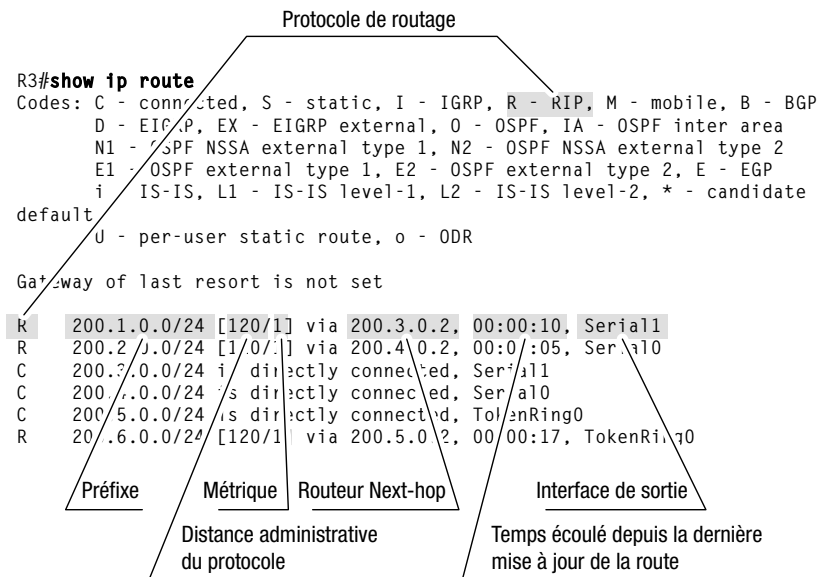 Protocole de routage
R3#show ip route
Codes: C - connected, S - static, I - IGRP, R - RIP, M - mobile, B - BGP
D - EIGRP, EX - EIGRP external, O - OSPF, IA - OSPF inter area
N1 - OSPF NSSA external type 1, N2 - OSPF NSSA external type 2
E1 - OSPF external type 1, E2 - OSPF external type 2, E - EGP
i - IS-IS, L1 - IS-IS level-1, L2 - IS-IS level-2, * - candidate
default
U - per-user static route, o - ODR
Gateway of last resort is not set
R 200.1.0.0/24 [120/1] via 200.3.0.2, 00:00:10, Serial1
R 200.2.0.0/24 [120/1] via 200.4.0.2, 00:00:05, Serial0
C 200.3.0.0/24 is directly connected, Serial1
C 200.4.0.0/24 is directly connected, Serial0
C 200.5.0.0/24 is directly connected, TokenRing0
R 200.6.0.0/24 [120/1] via 200.5.0.2, 00:00:17, TokenRing0
Préfixe Métrique Routeur Next-hop Interface de sortie
Distance administrative
du protocole
Temps écoulé depuis la dernière
mise à jour de la route